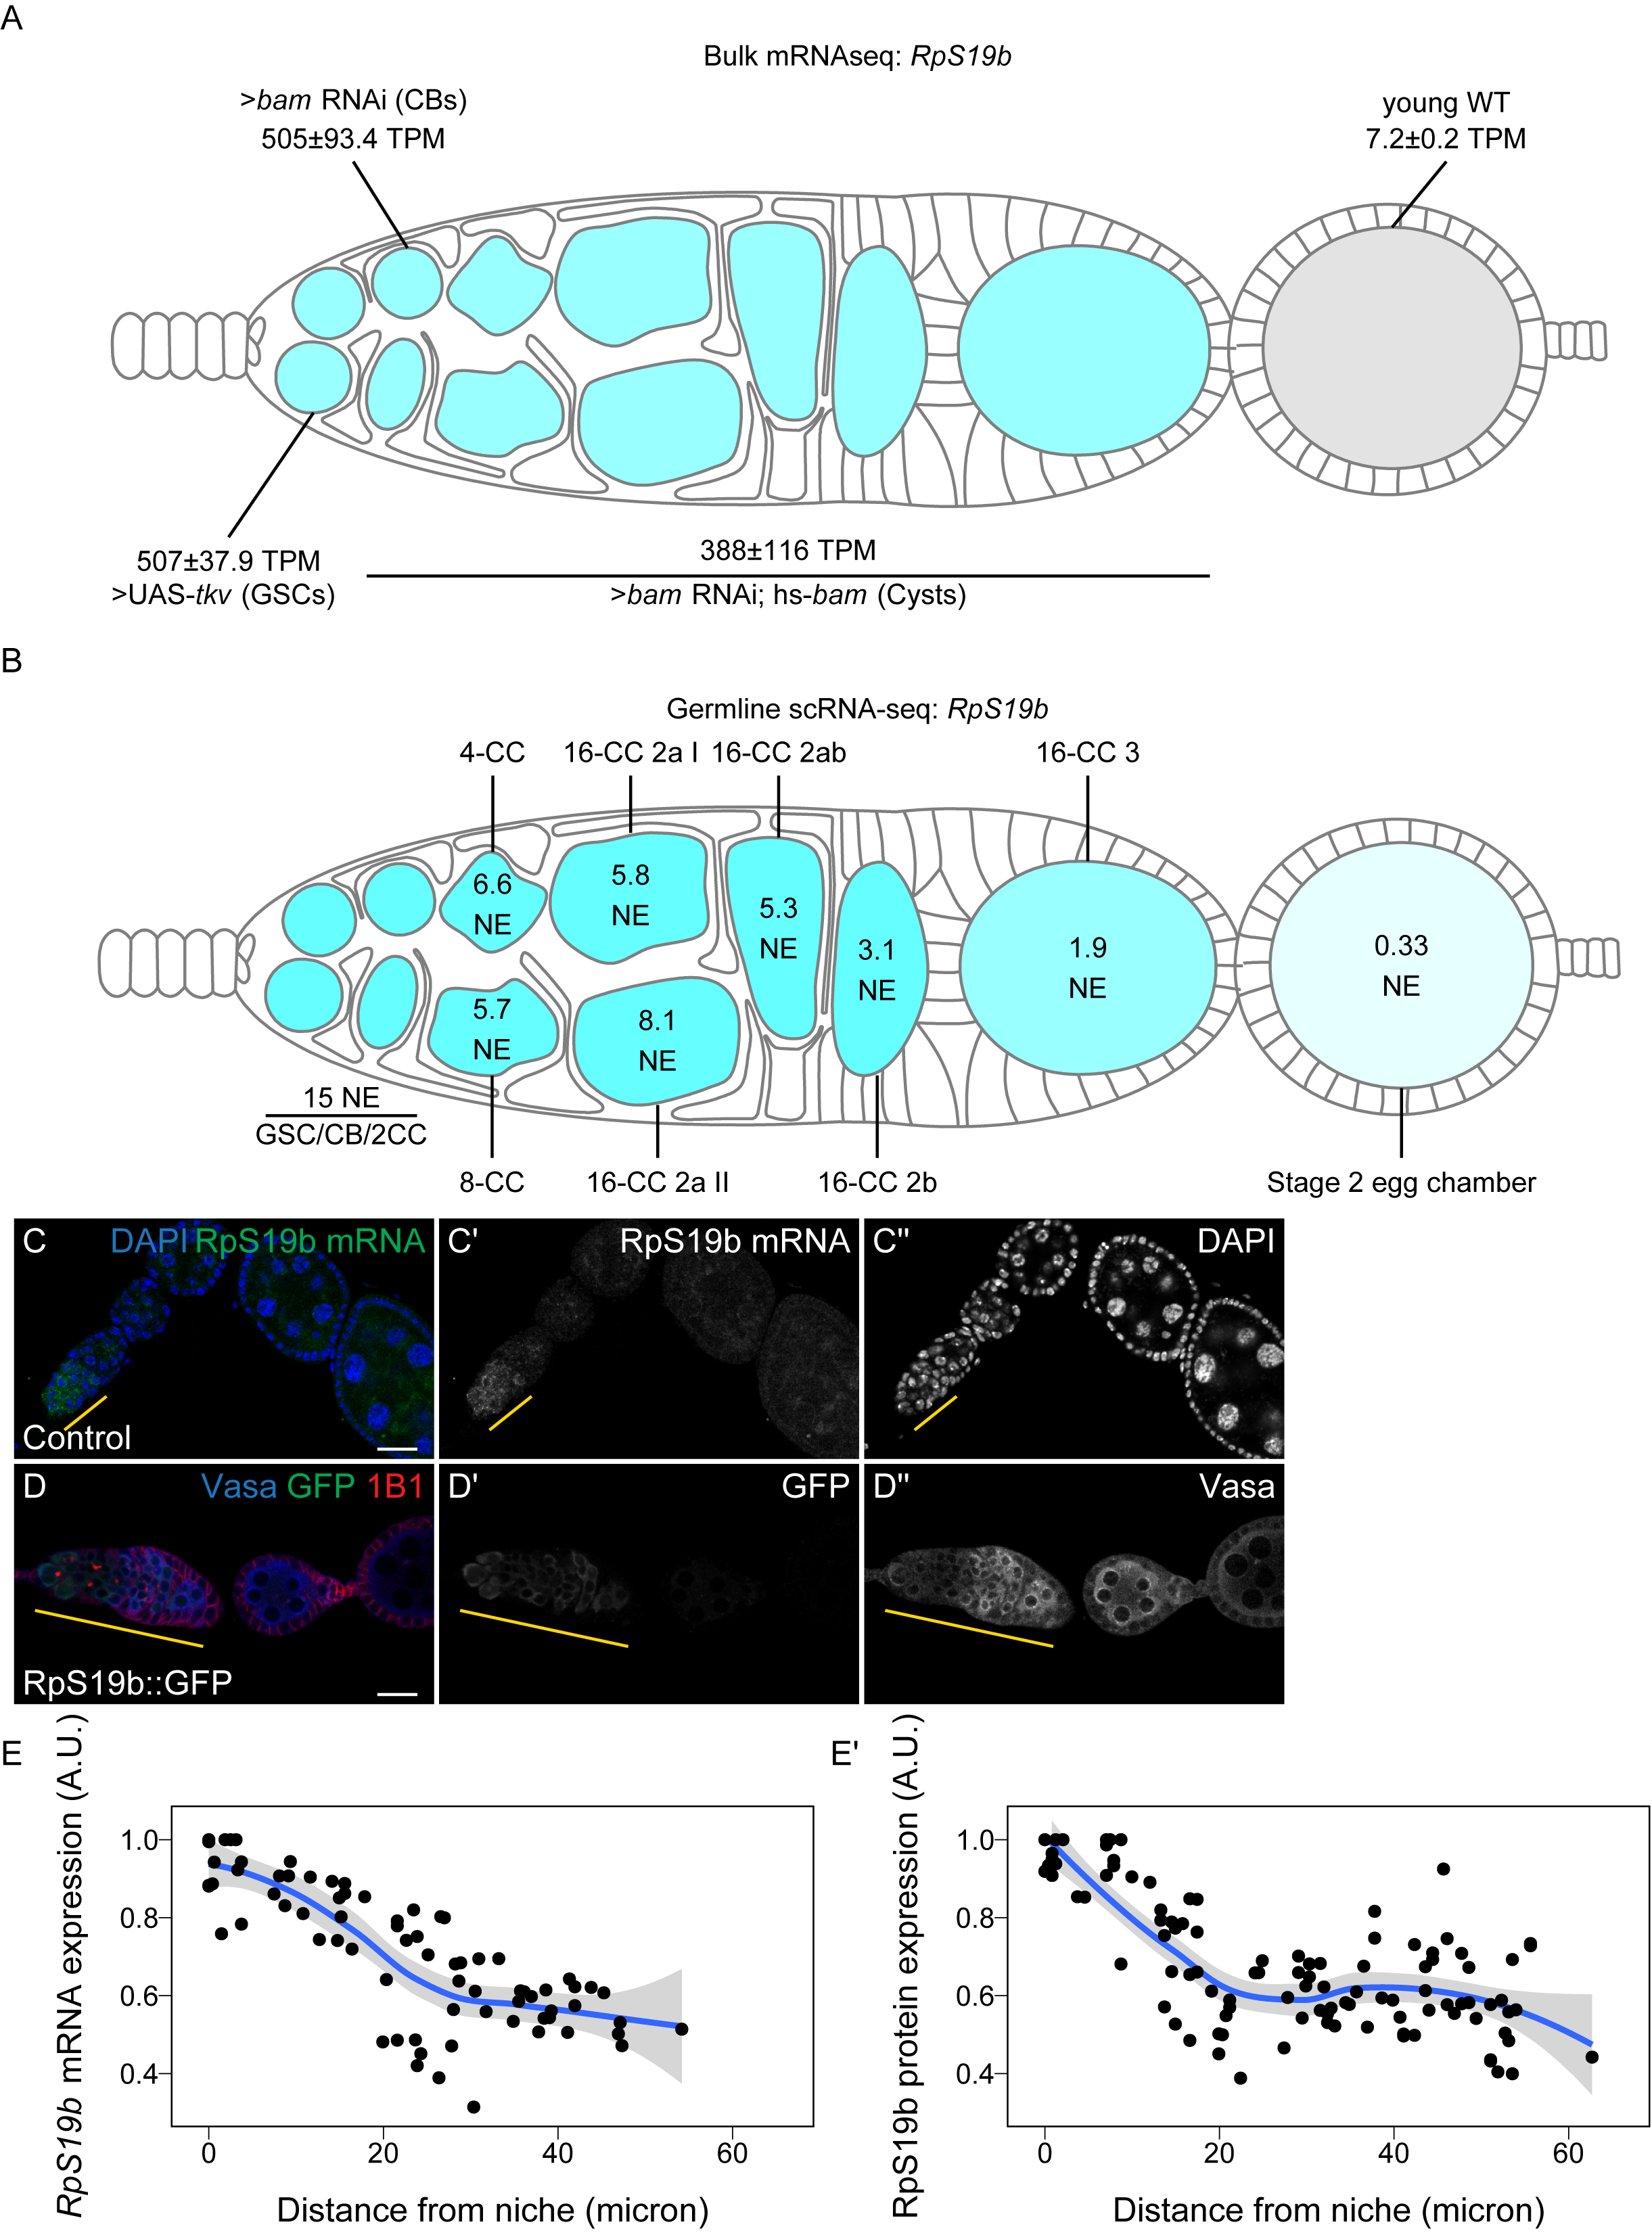 A
Bulk mRNAseq: RpS19b
>bam RNAi (CBs)
505±93.4 TPM
young WT
7.2±0.2 TPM
507±37.9 TPM
>UAS-tkv (GSCs)
388±116 TPM
>bam RNAi; hs-bam (Cysts)
B
Germline scRNA-seq: RpS19b
4-CC
16-CC 2a I
16-CC 2ab
16-CC 3
6.6
NE
5.8
NE
5.3
NE
3.1
NE
1.9
NE
0.33
NE
5.7
NE
8.1
NE
15 NE
GSC/CB/2CC
8-CC
16-CC 2a II
16-CC 2b
Stage 2 egg chamber
C
DAPI RpS19b mRNA
Control
C'
RpS19b mRNA
C"
DAPI
D
Vasa GFP 1B1
RpS19b::GFP
D'
GFP
D"
Vasa
E
RpS19b mRNA expression (A.U.)
1.0
0.8
0.6
0.4
0
20
40
60
Distance from niche (micron)
E'
RpS19b protein expression (A.U.)
1.0
0.8
0.6
0.4
0
20
40
60
Distance from niche (micron)